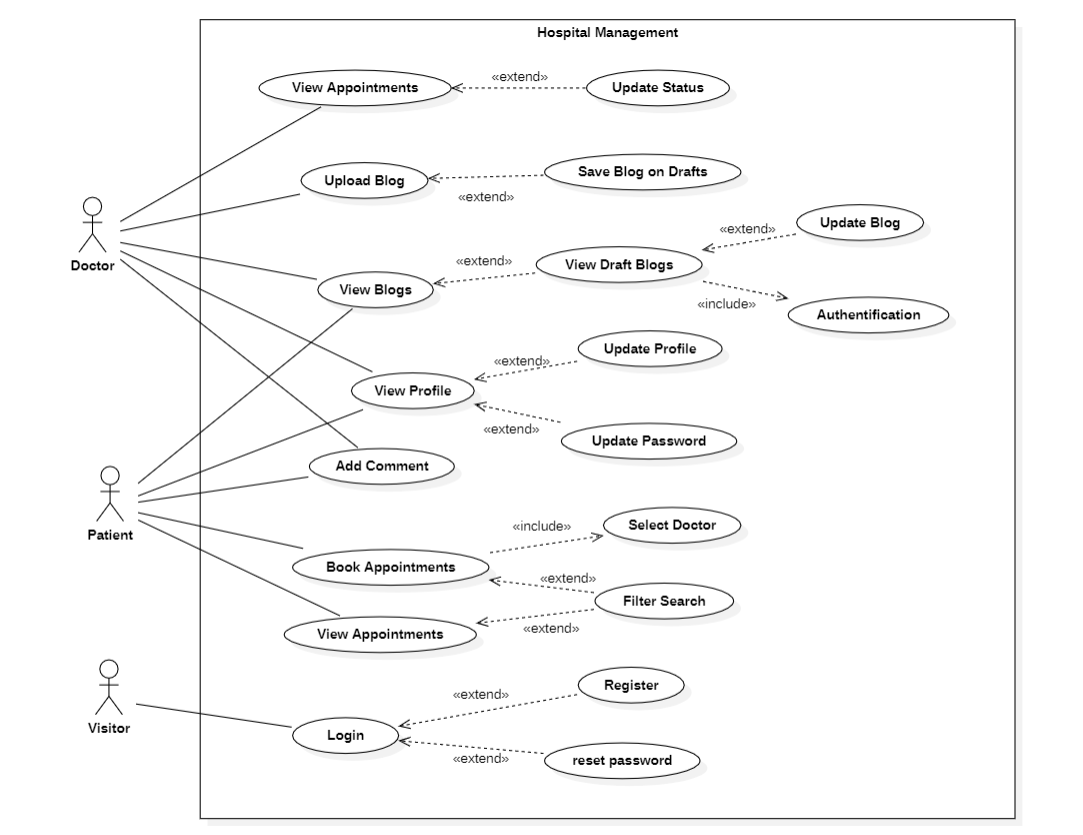 Hospital Management
View Appointments
«extend»
Update Status
Upload Blog
«extend»
Save Blog on Drafts
Doctor
View Blogs
«extend»
View Draft Blogs
«extend»
Update Blog
«include»
Authentification
View Profile
«extend»
Update Profile
«extend»
Update Password
Add Comment
Patient
Book Appointments
«include»
Select Doctor
«extend»
Filter Search
View Appointments
«extend»
Visitor
Login
«extend»
Register
«extend»
reset password